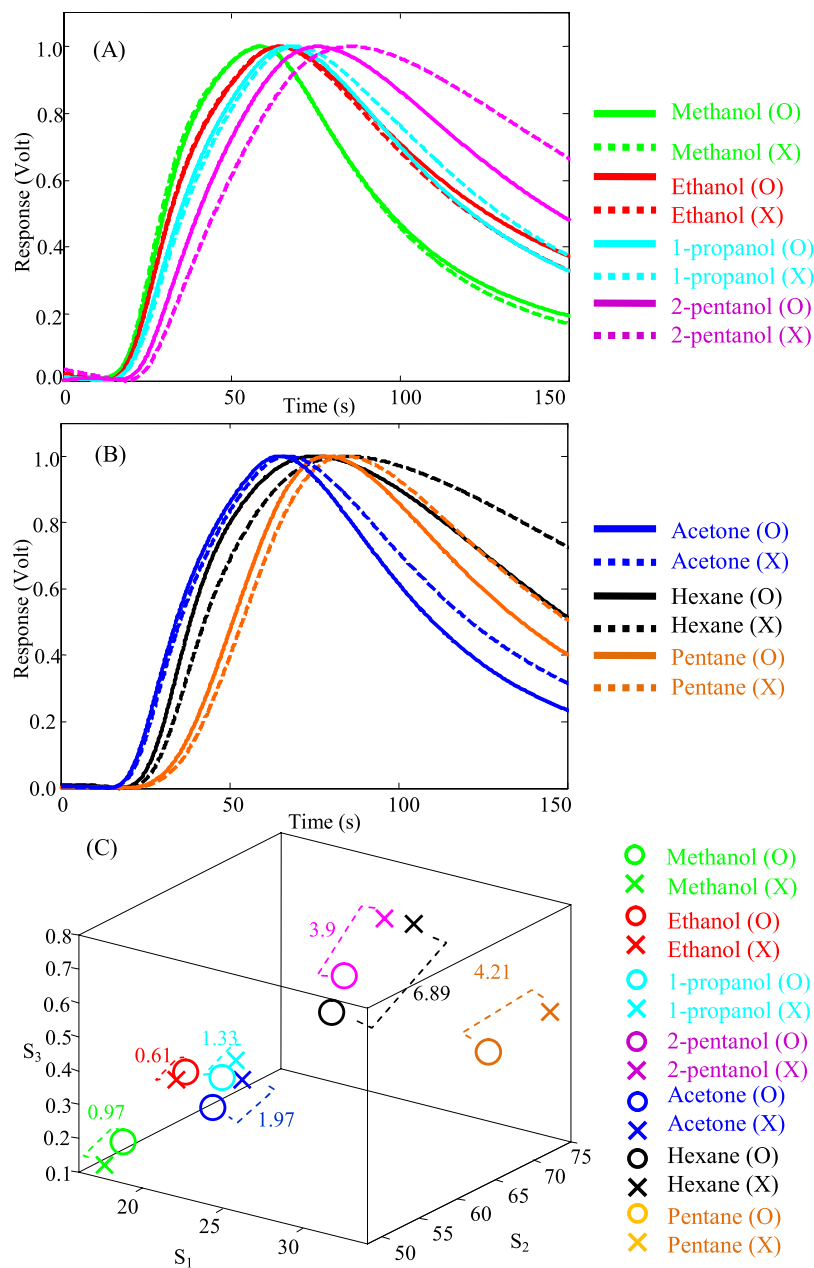 (A)
1.0
0.8
0.6
0.4
0.2
0.0
Response (Volt)
0
50
100
150
Time (s)
Methanol (O)
Methanol (X)
Ethanol (O)
Ethanol (X)
1-propanol (O)
1-propanol (X)
2-pentanol (O)
2-pentanol (X)
(B)
1.0
0.8
0.6
0.4
0.2
0.0
Response (Volt)
0
50
100
150
Time (s)
Acetone (O)
Acetone (X)
Hexane (O)
Hexane (X)
Pentane (O)
Pentane (X)
(C)
0.8
0.7
0.6
0.5
0.4
0.3
0.2
0.1
S3
3.9
6.89
4.21
1.33
0.61
1.97
0.97
20
25
30
S1
50
55
60
65
70
75
S2
Methanol (O)
Methanol (X)
Ethanol (O)
Ethanol (X)
1-propanol (O)
1-propanol (X)
2-pentanol (O)
2-pentanol (X)
Acetone (O)
Acetone (X)
Hexane (O)
Hexane (X)
Pentane (O)
Pentane (X)